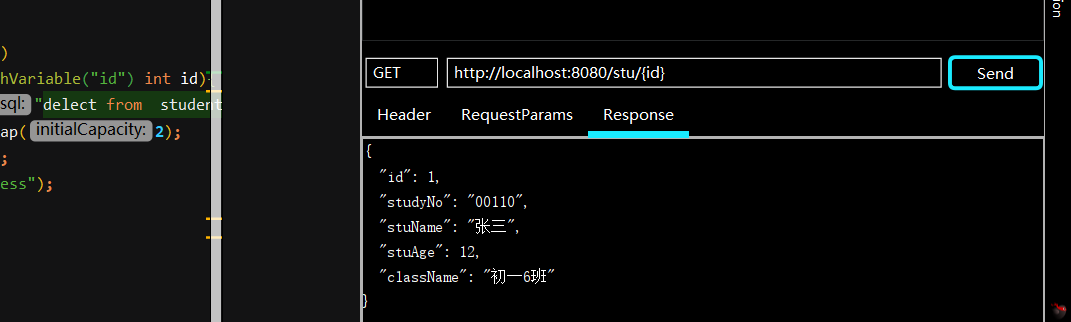 )
hVariable("id") int id)
sql: "delect from  student
ap( initialCapacity: 2);
;
ess");
GET
http://localhost:8080/stu/{id}
Send
Header
RequestParams
Response
{
"id": 1,
"studyNo": "00110",
"stuName": "张三",
"stuAge": 12,
"className": "初一6班"
}
ion